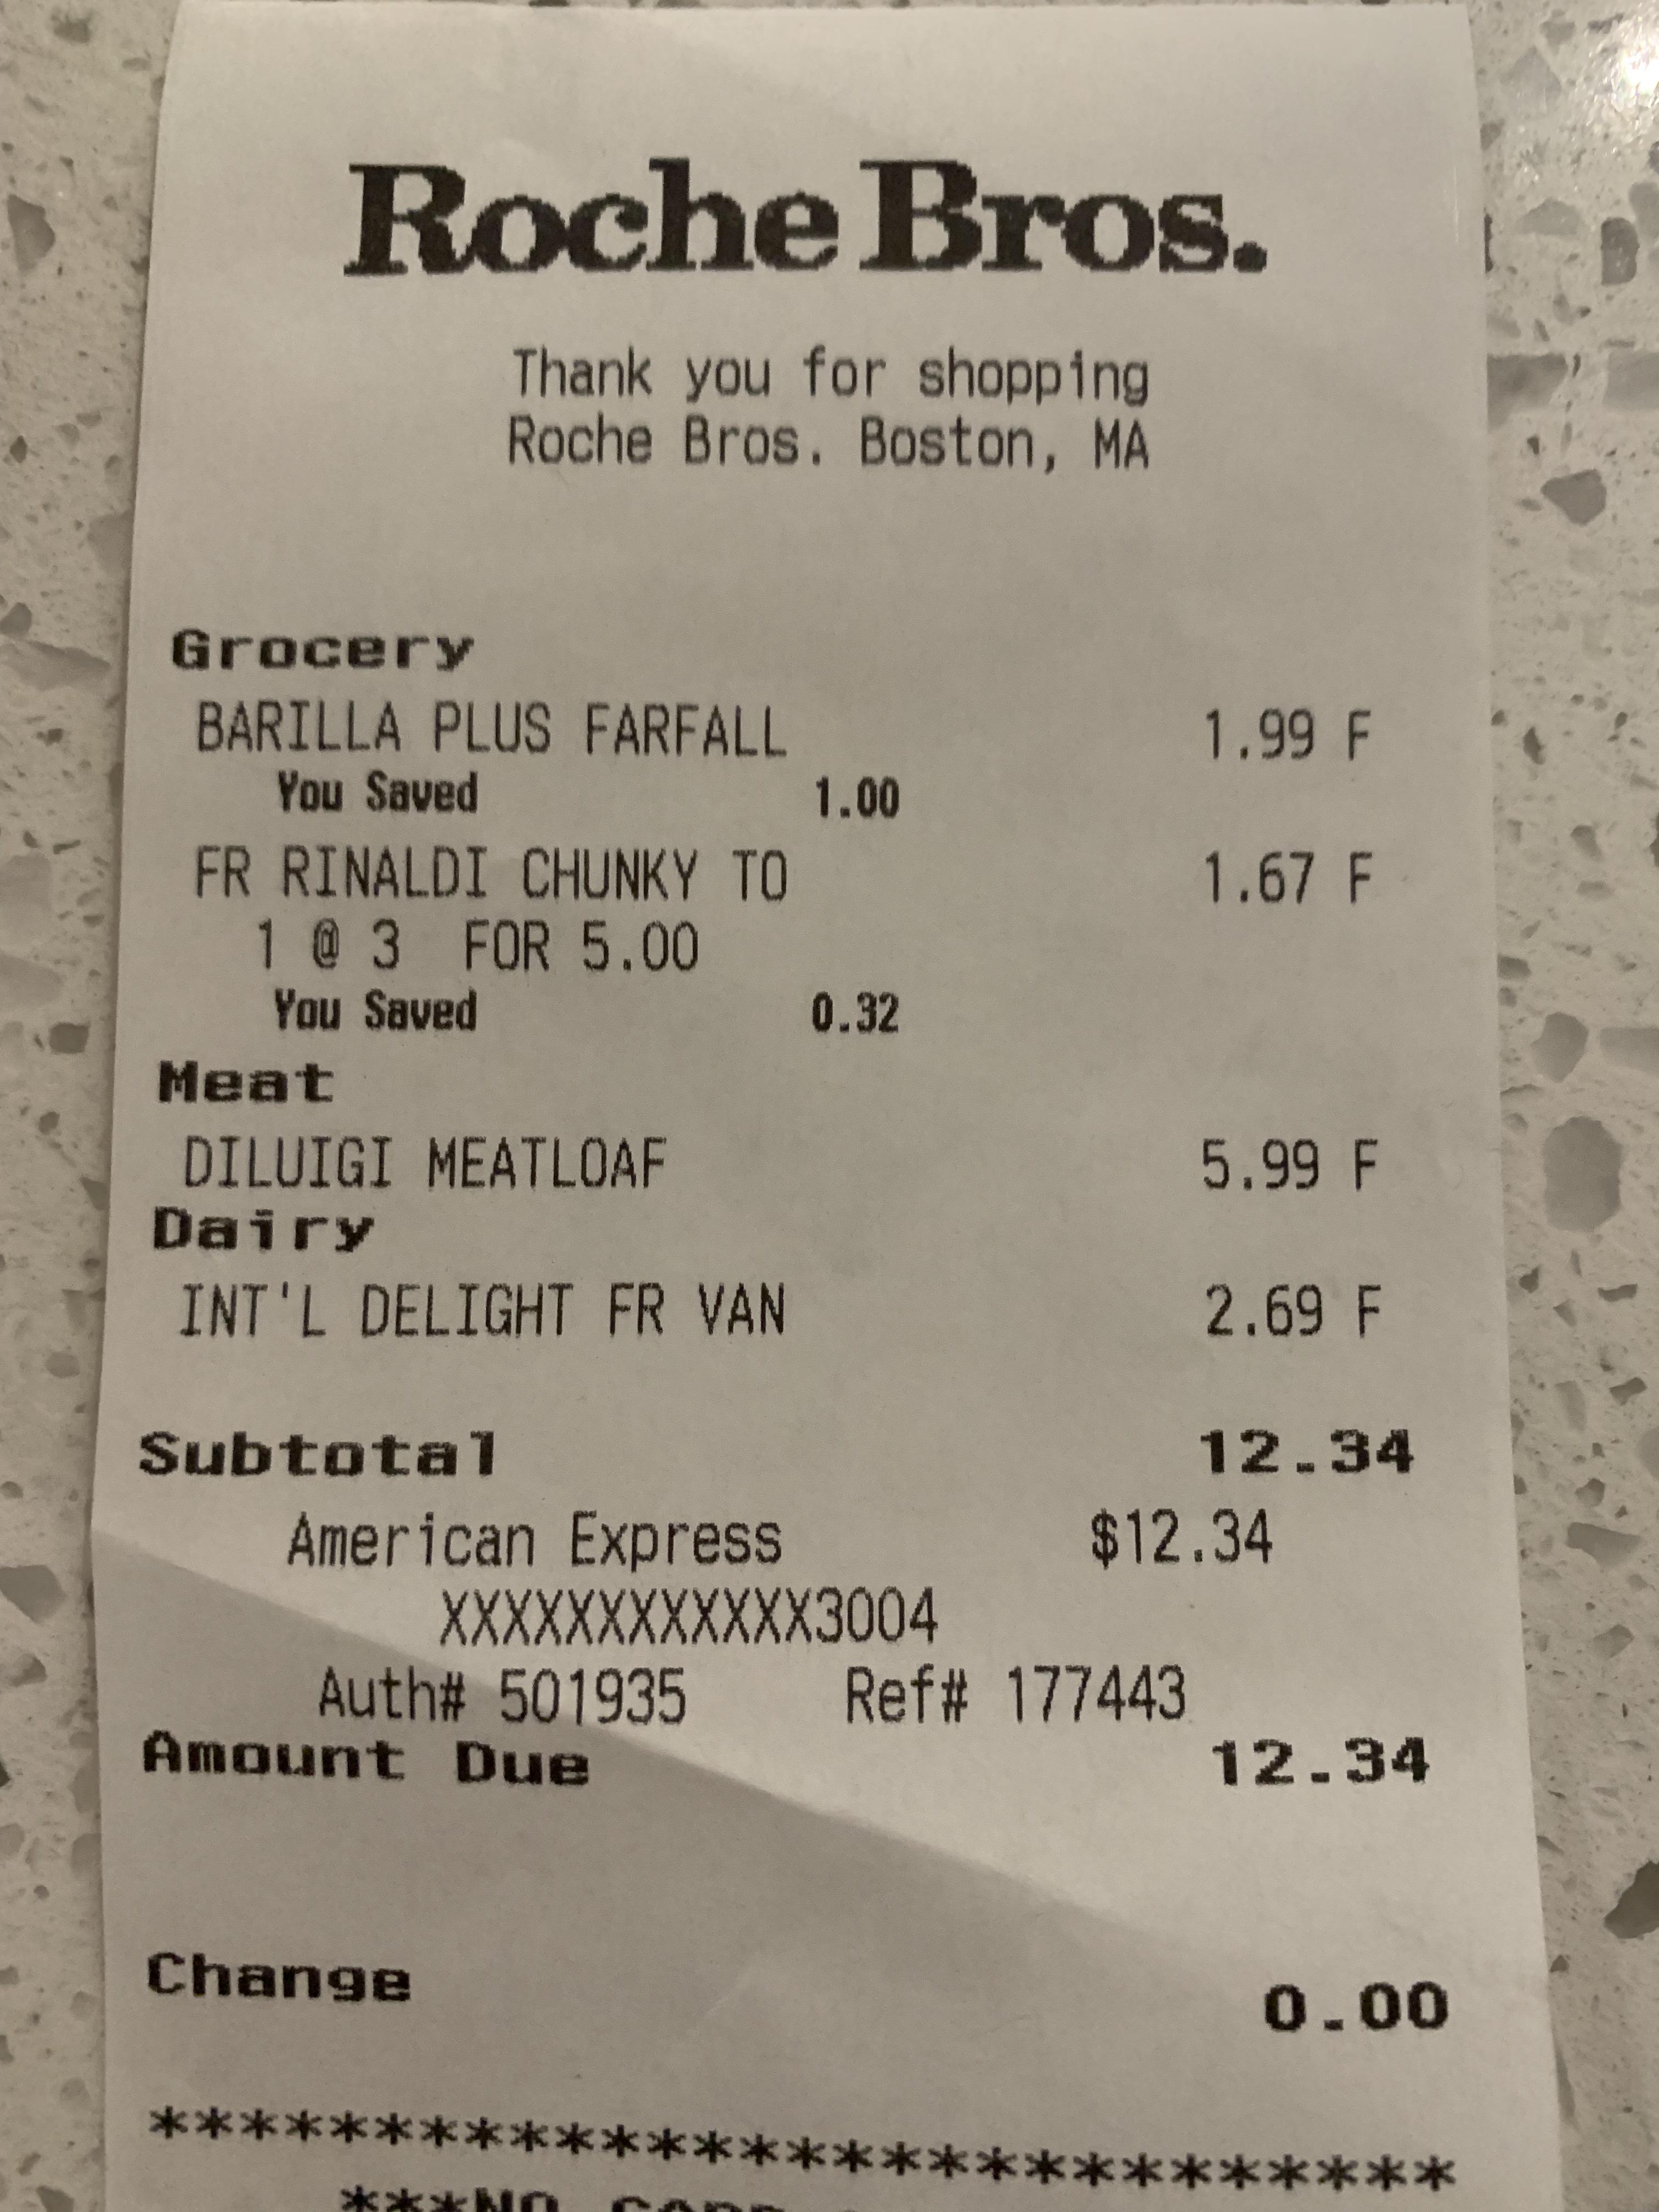 Roche Bros.
Thank you for shopping
Roche Bros. Boston, MA
Grocery
BARILLA PLUS FARFALL 1.99 F
You Saved 1.00
FR RINALDI CHUNKY TO 1.67 F
1 @ 3 FOR 5.00
You Saved 0.32
Meat
DILUIGI MEATLOAF 5.99 F
Dairy
INT'L DELIGHT FR VAN 2.69 F
Subtotal 12.34
American Express $12.34
XXXXXXXXXXXX3004
Auth# 501935 Ref# 177443
Amount Due 12.34
Change 0.00
*****************************
***NO